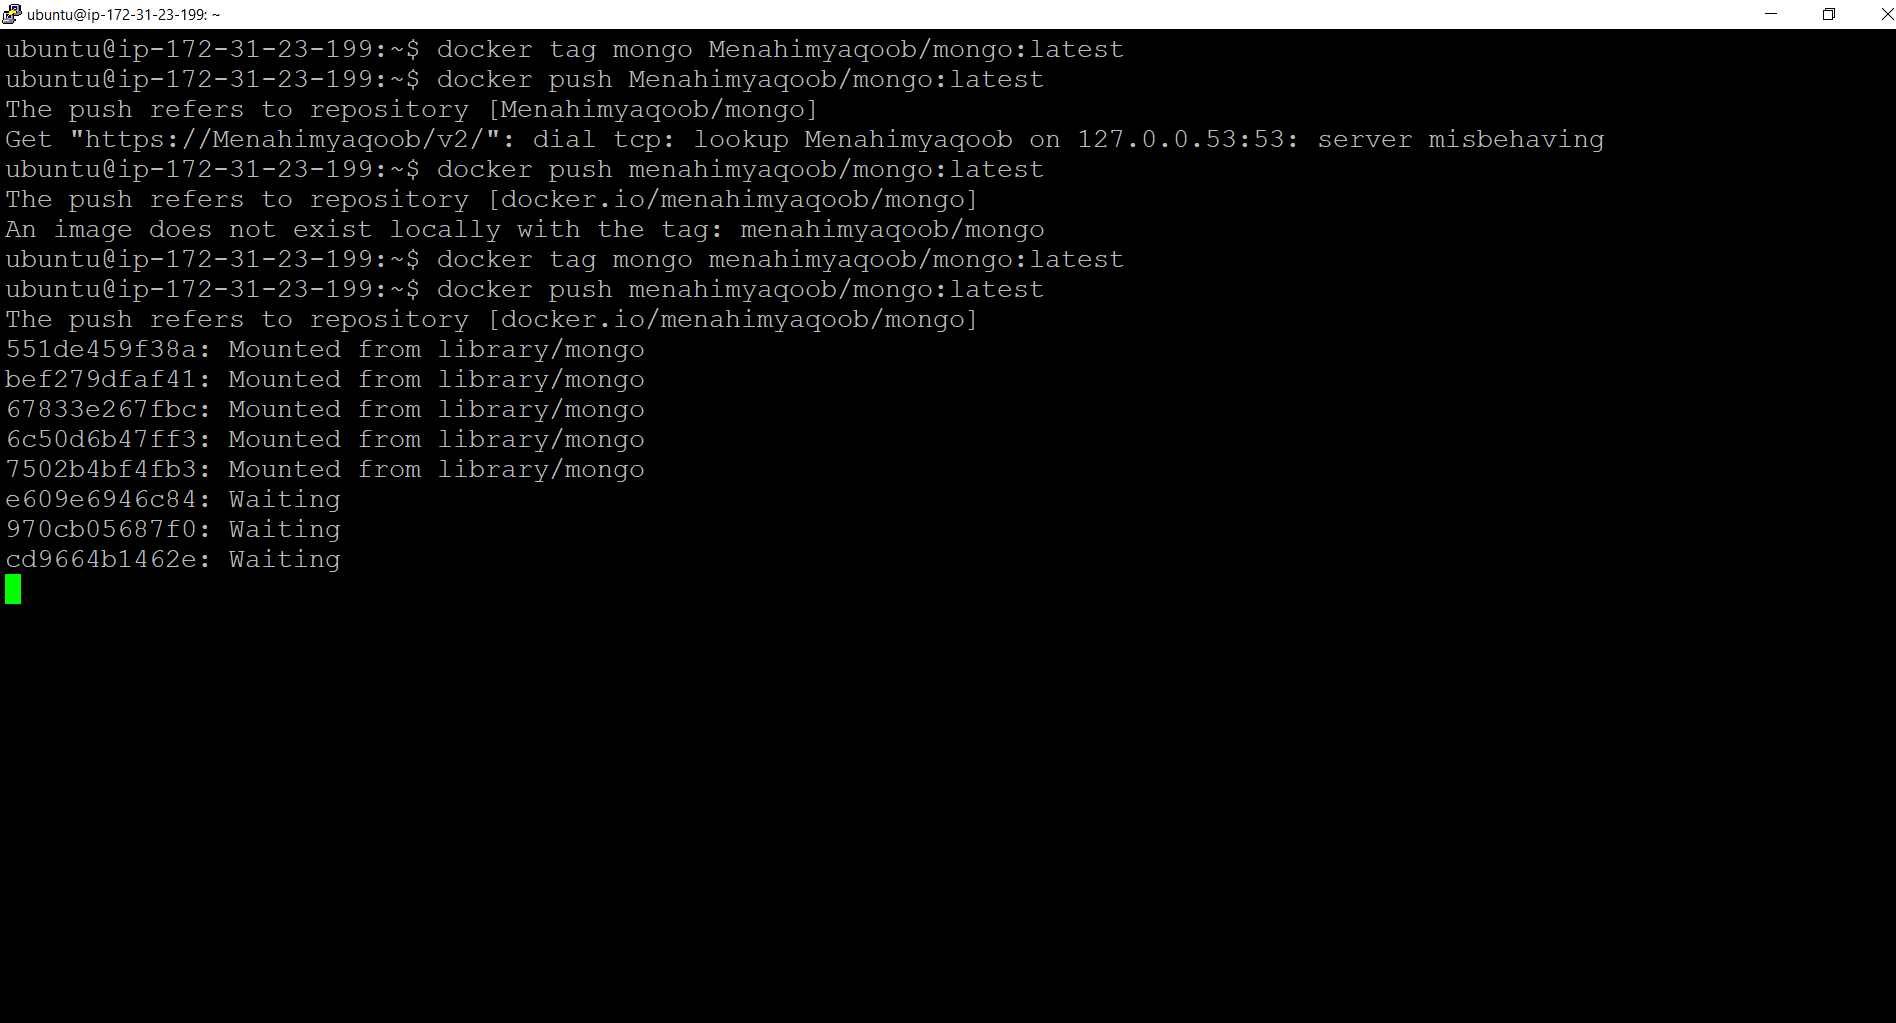 ubuntu@ip-172-31-23-199: ~
ubuntu@ip-172-31-23-199:~$ docker tag mongo Menahimyaqoob/mongo:latest
ubuntu@ip-172-31-23-199:~$ docker push Menahimyaqoob/mongo:latest
The push refers to repository [Menahimyaqoob/mongo]
Get "https://Menahimyaqoob/v2/": dial tcp: lookup Menahimyaqoob on 127.0.0.53:53: server misbehaving
ubuntu@ip-172-31-23-199:~$ docker push menahimyaqoob/mongo:latest
The push refers to repository [docker.io/menahimyaqoob/mongo]
An image does not exist locally with the tag: menahimyaqoob/mongo
ubuntu@ip-172-31-23-199:~$ docker tag mongo menahimyaqoob/mongo:latest
ubuntu@ip-172-31-23-199:~$ docker push menahimyaqoob/mongo:latest
The push refers to repository [docker.io/menahimyaqoob/mongo]
551de459f38a: Mounted from library/mongo
bef279dfaf41: Mounted from library/mongo
67833e267fbc: Mounted from library/mongo
6c50d6b47ff3: Mounted from library/mongo
7502b4bf4fb3: Mounted from library/mongo
e609e6946c84: Waiting
970cb05687f0: Waiting
cd9664b1462e: Waiting